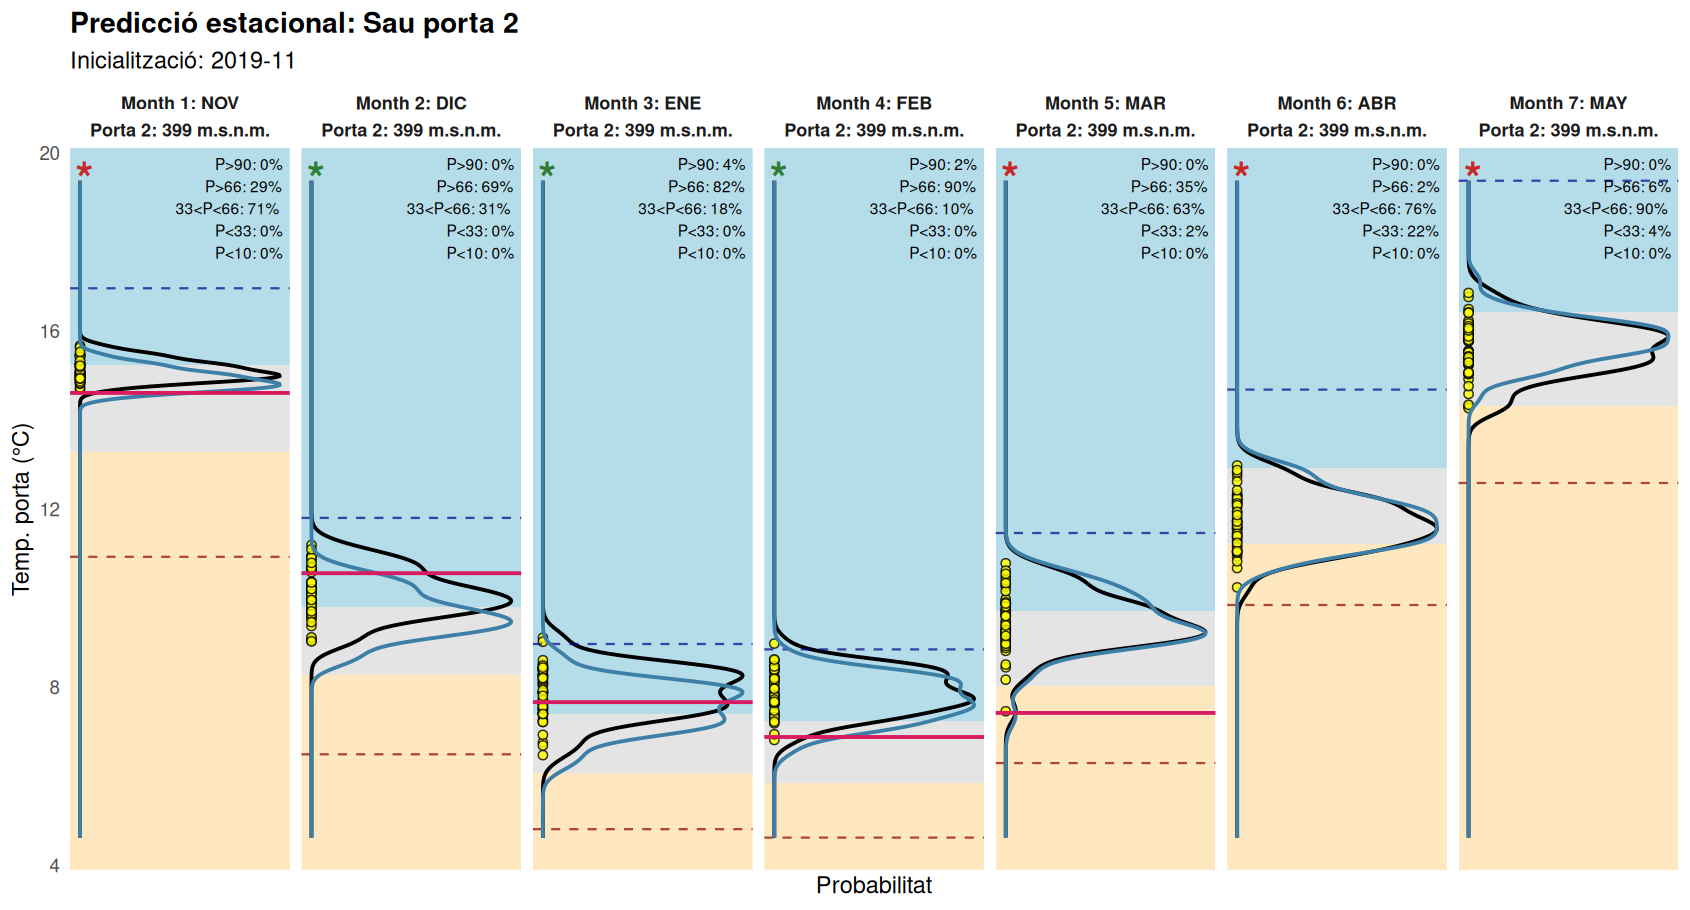 Predicció estacional: Sau porta 2
Inicialització: 2019-11
Month 1: NOV
Porta 2: 399 m.s.n.m.
Month 2: DIC
Porta 2: 399 m.s.n.m.
Month 3: ENE
Porta 2: 399 m.s.n.m.
Month 4: FEB
Porta 2: 399 m.s.n.m.
Month 5: MAR
Porta 2: 399 m.s.n.m.
Month 6: ABR
Porta 2: 399 m.s.n.m.
Month 7: MAY
Porta 2: 399 m.s.n.m.
*
P>90: 0%
P>66: 29%
33<P<66: 71%
P<33: 0%
P<10: 0%
*
P>90: 0%
P>66: 69%
33<P<66: 31%
P<33: 0%
P<10: 0%
*
P>90: 4%
P>66: 82%
33<P<66: 18%
P<33: 0%
P<10: 0%
*
P>90: 2%
P>66: 90%
33<P<66: 10%
P<33: 0%
P<10: 0%
*
P>90: 0%
P>66: 35%
33<P<66: 63%
P<33: 2%
P<10: 0%
*
P>90: 0%
P>66: 2%
33<P<66: 76%
P<33: 22%
P<10: 0%
*
P>90: 0%
P>66: 6%
33<P<66: 90%
P<33: 4%
P<10: 0%
20
16
12
8
4
Temp. porta (°C)
Probabilitat